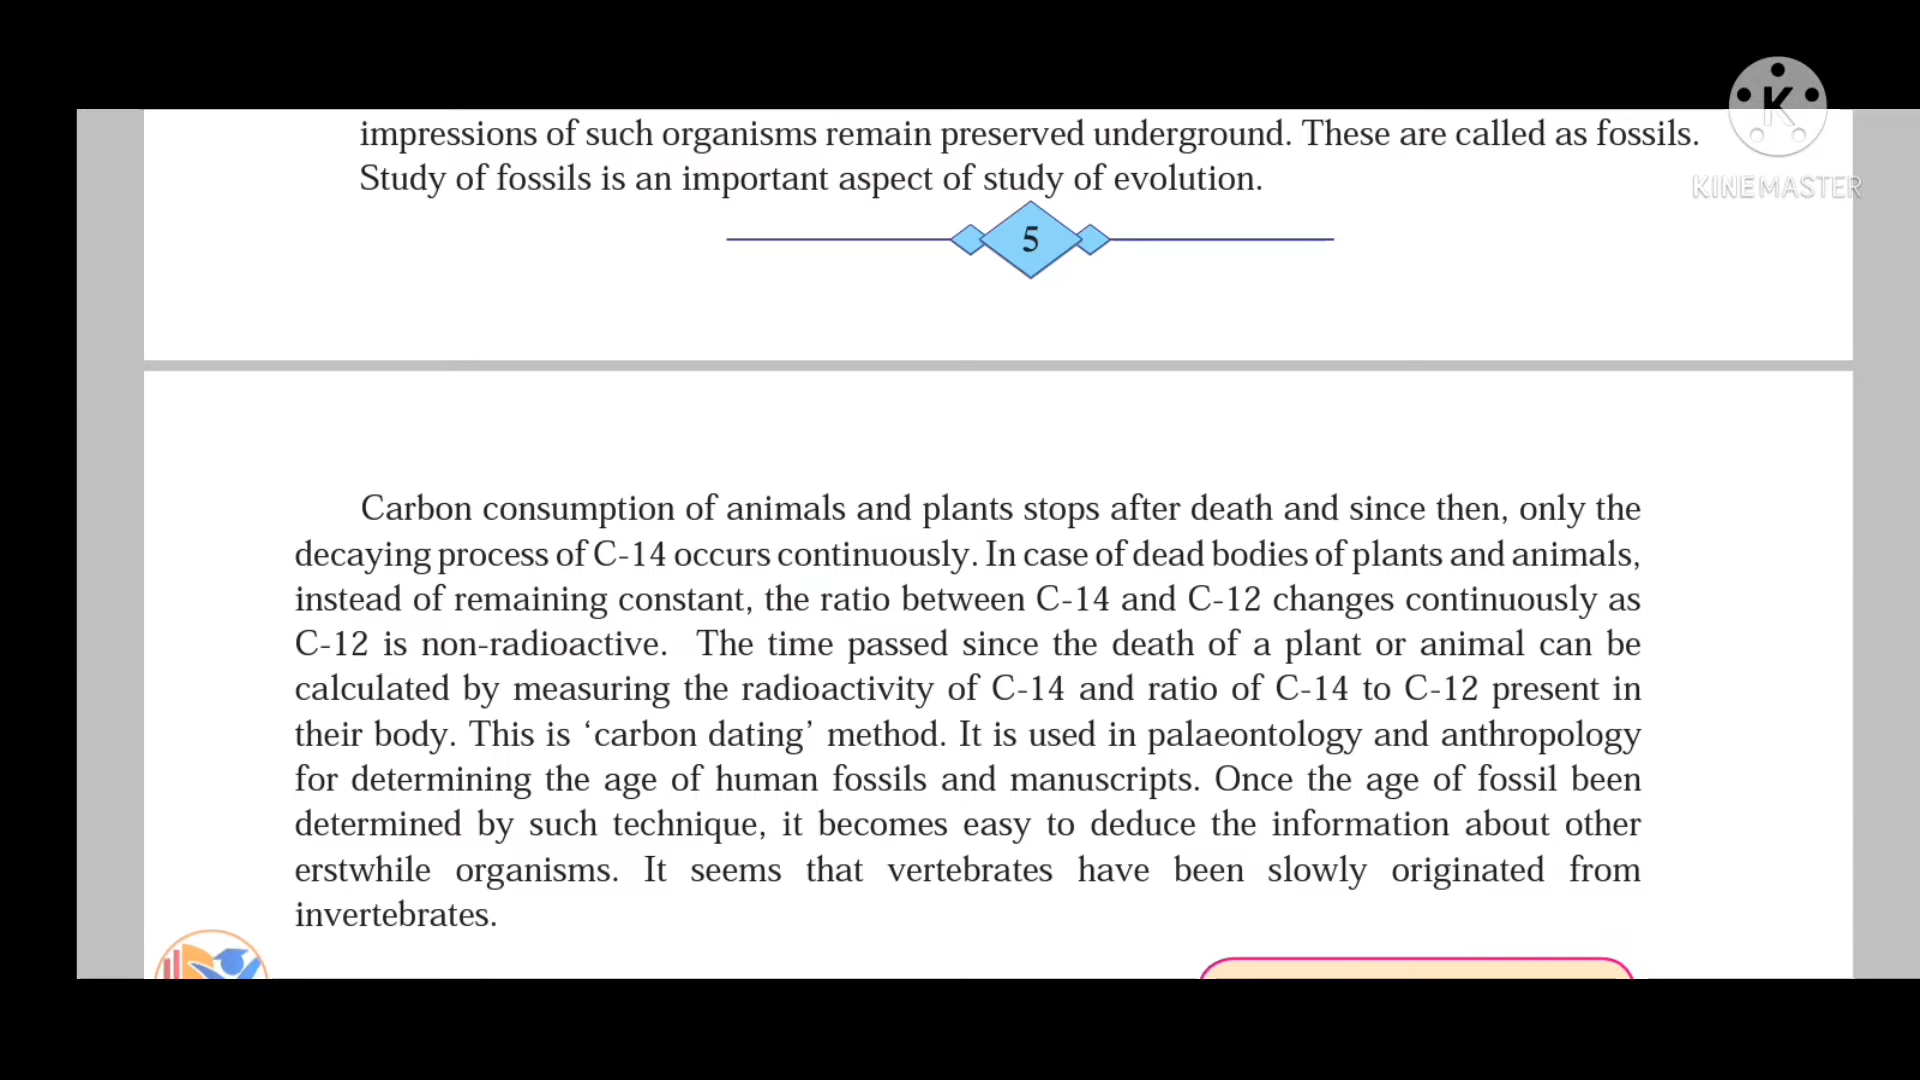 impressions of such organisms remain preserved underground. These are called as fossils.
Study of fossils is an important aspect of study of evolution.
5
Carbon consumption of animals and plants stops after death and since then, only the
decaying process of C-14 occurs continuously. In case of dead bodies of plants and animals,
instead of remaining constant, the ratio between C-14 and C-12 changes continuously as
C-12 is non-radioactive. The time passed since the death of a plant or animal can be
calculated by measuring the radioactivity of C-14 and ratio of C-14 to C-12 present in
their body. This is ‘carbon dating’ method. It is used in palaeontology and anthropology
for determining the age of human fossils and manuscripts. Once the age of fossil been
determined by such technique, it becomes easy to deduce the information about other
erstwhile organisms. It seems that vertebrates have been slowly originated from
invertebrates.
K
KINEMASTER